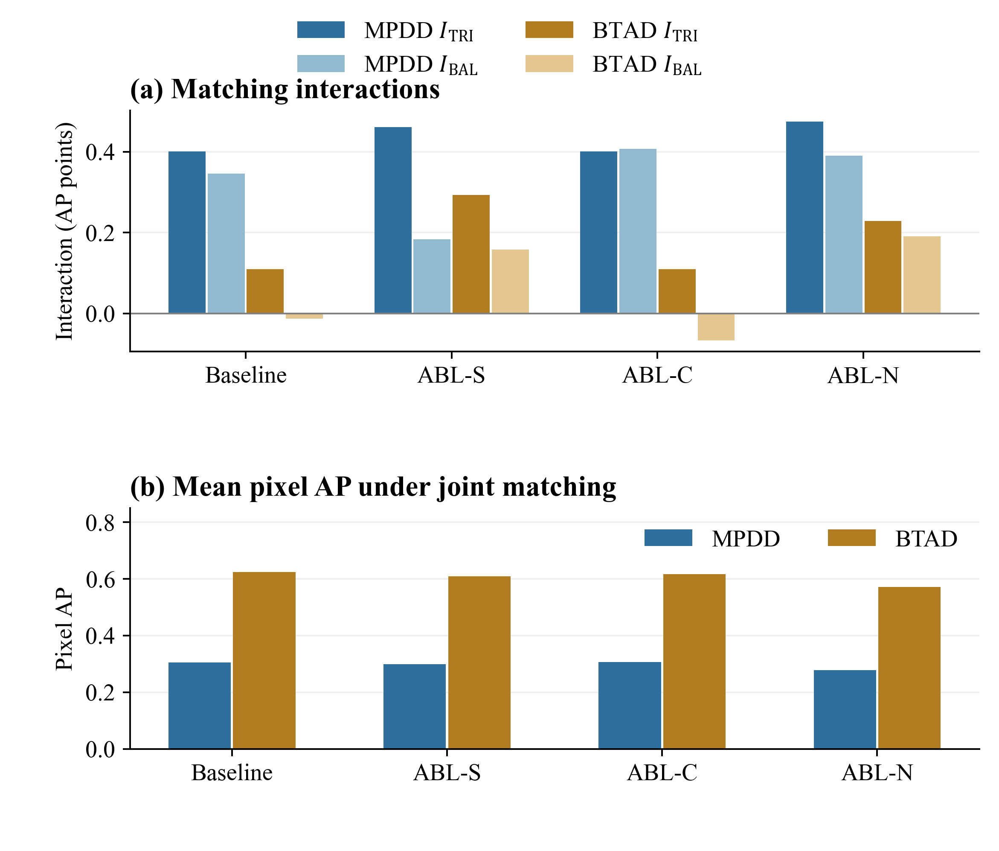 MPDD I_TRI BTAD I_TRI
MPDD I_BAL BTAD I_BAL
(a) Matching interactions
Interaction (AP points)
0.4
0.2
0.0
Baseline ABL-S ABL-C ABL-N
(b) Mean pixel AP under joint matching
Pixel AP
0.8
MPDD BTAD
0.6
0.4
0.2
0.0
Baseline ABL-S ABL-C ABL-N